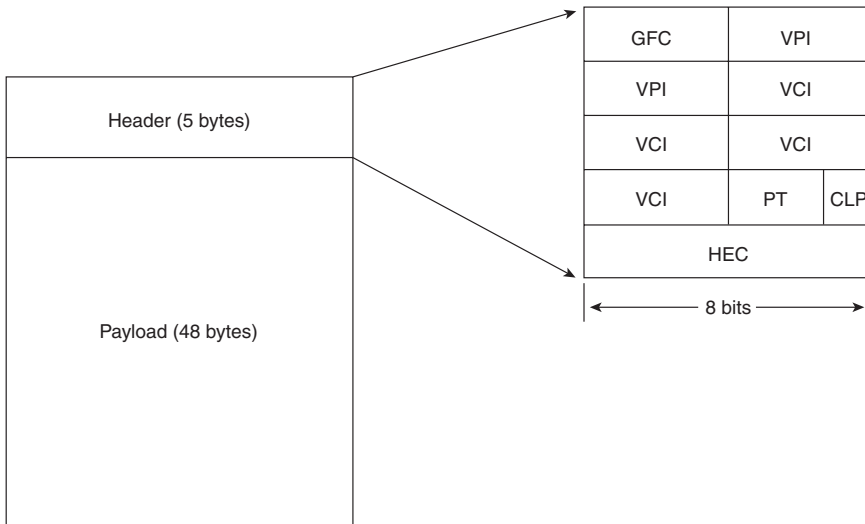 GFC VPI
VPI VCI
Header (5 bytes)
VCI VCI
VCI PT CLP
HEC
8 bits
Payload (48 bytes)